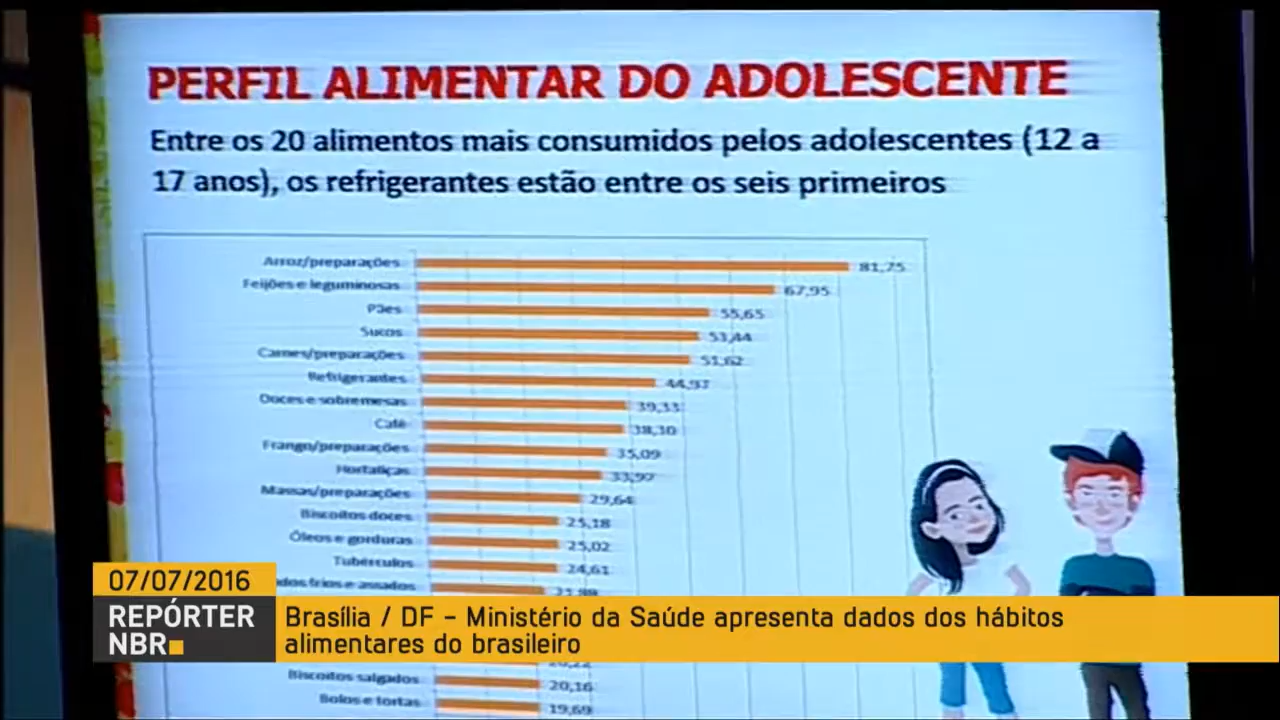 PERFIL ALIMENTAR DO ADOLESCENTE
Entre os 20 alimentos mais consumidos pelos adolescentes (12 a
17 anos), os refrigerantes estão entre os seis primeiros
Arroz/preparações 81,75
Feijões e leguminosas 67,95
Pães 55,65
Sucos 53,44
Carnes/preparações 51,62
Refrigerantes
Doces e sobremesas 39,33
Café 38,30
Frango/preparações 35,09
Hortaliças 33,97
Massas/preparações 29,64
Biscoitos doces 25,18
Óleos e gorduras 25,02
Tubérculos 24,61
dos fritos e assados
07/07/2016
REPÓRTER
NBR
Brasília / DF - Ministério da Saúde apresenta dados dos hábitos
alimentares do brasileiro
Biscoitos salgados 20,16
Bolos e tortas 19,69